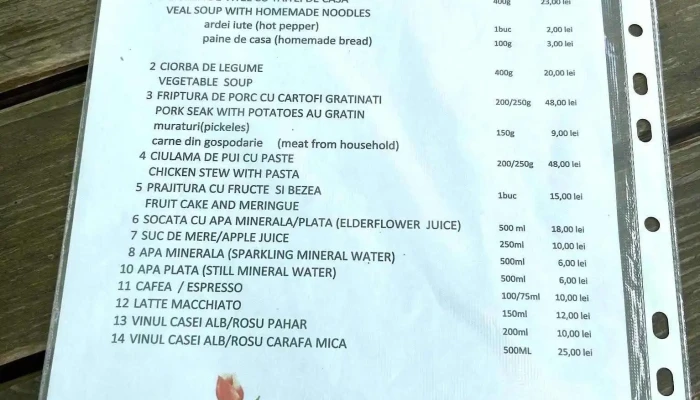 400g 23,00 lei
VEAL SOUP WITH HOMEMADE NOODLES
ardei iute (hot pepper) 1buc 2,00 lei
paine de casa (homemade bread) 100g 3,00 lei
2 CIORBA DE LEGUME 400g 20,00 lei
VEGETABLE SOUP
3 FRIPTURA DE PORC CU CARTOFI GRATINATI 200/250g 48,00 lei
PORK SEAK WITH POTATOES AU GRATIN
muraturi(pickeles) 150g 9,00 lei
carne din gospodarie (meat from household)
4 CIULAMA DE PUI CU PASTE 200/250g 48,00 lei
CHICKEN STEW WITH PASTA
5 PRAJITURA CU FRUCTE SI BEZEA 1buc 15,00 lei
FRUIT CAKE AND MERINGUE
6 SOCATA CU APA MINERALA/PLATA (ELDERFLOWER JUICE) 500 ml 18,00 lei
7 SUC DE MERE/APPLE JUICE 250ml 10,00 lei
8 APA MINERALA (SPARKLING MINERAL WATER) 500ml 6,00 lei
10 APA PLATA (STILL MINERAL WATER) 500ml 6,00 lei
11 CAFEA / ESPRESSO 100/75ml 10,00 lei
12 LATTE MACCHIATO 150ml 12,00 lei
13 VINUL CASEI ALB/ROSU PAHAR 200ml 10,00 lei
14 VINUL CASEI ALB/ROSU CARAFA MICA 500ML 25,00 lei